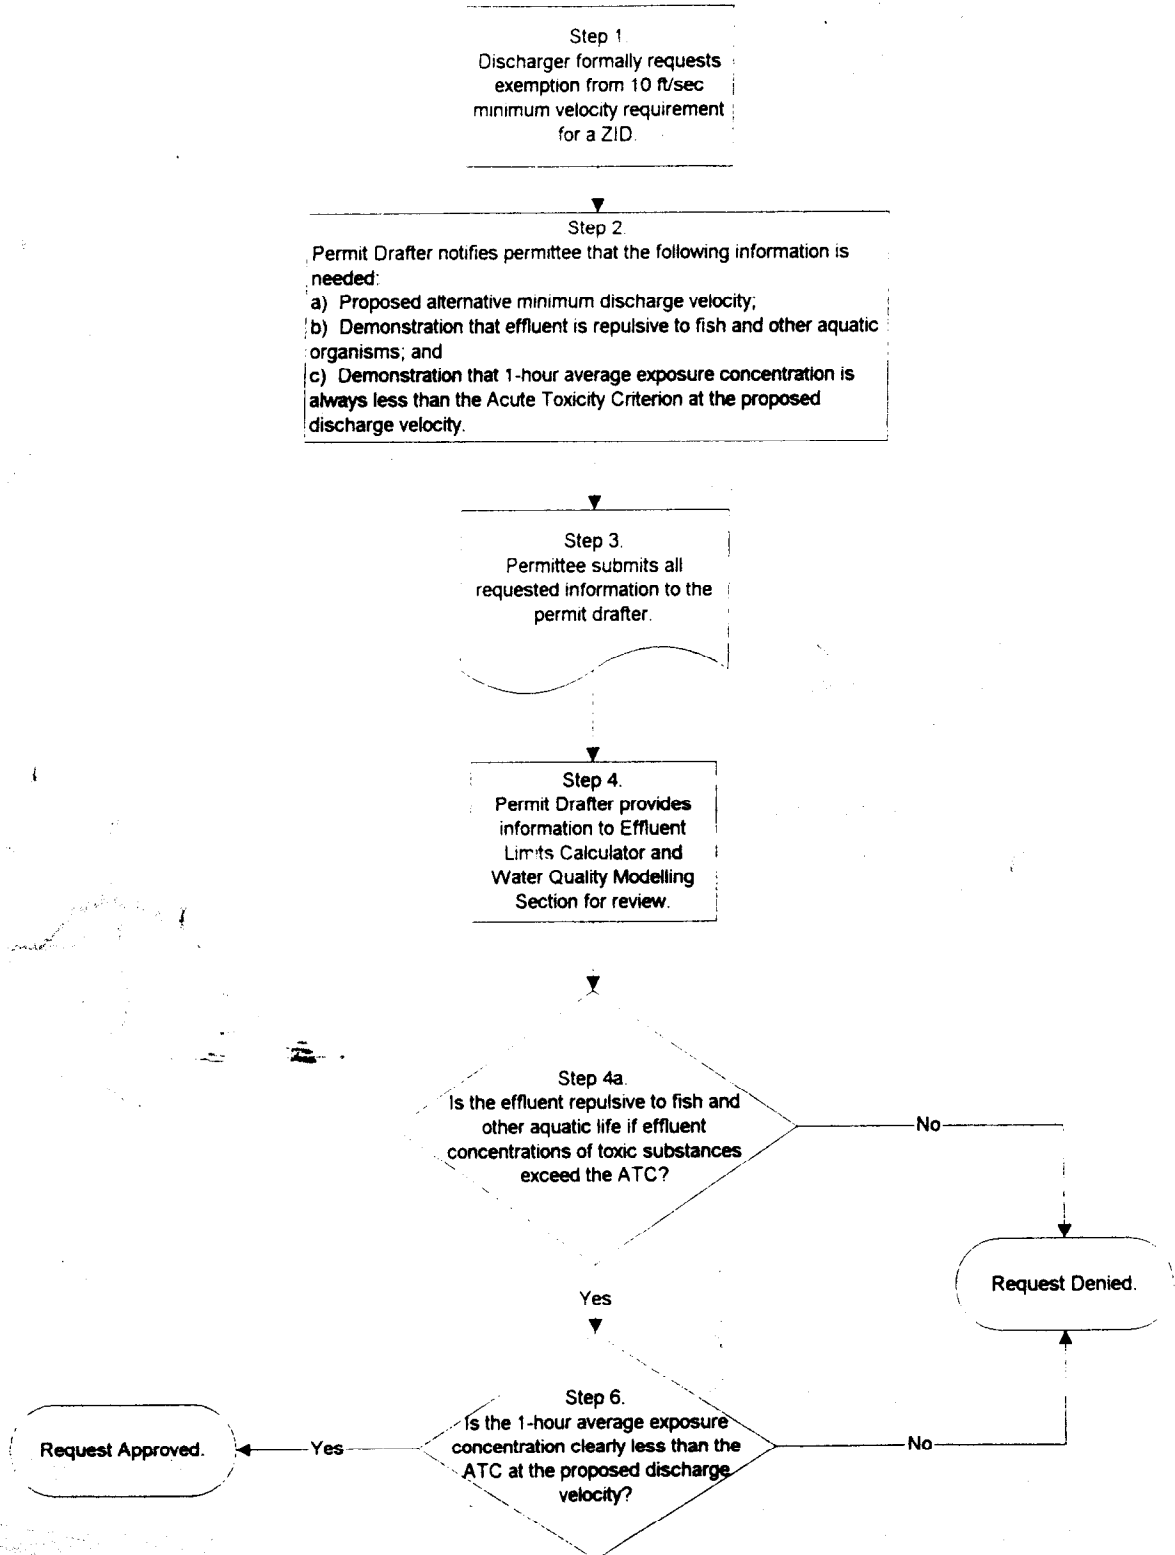 Step 1.
Discharger formally requests
exemption from 10 ft/sec
minimum velocity requirement
for a ZID.
Step 2.
Permit Drafter notifies permittee that the following information is
needed:
a) Proposed alternative minimum discharge velocity;
b) Demonstration that effluent is repulsive to fish and other aquatic
organisms; and
c) Demonstration that 1-hour average exposure concentration is
always less than the Acute Toxicity Criterion at the proposed
discharge velocity.
Step 3.
Permittee submits all
requested information to the
permit drafter.
Step 4.
Permit Drafter provides
information to Effluent
Limits Calculator and
Water Quality Modelling
Section for review.
Step 4a.
Is the effluent repulsive to fish and
other aquatic life if effluent
concentrations of toxic substances
exceed the ATC?
No
Request Denied.
Yes
Step 6.
Is the 1-hour average exposure
concentration clearly less than the
ATC at the proposed discharge
velocity?
No
Yes
Request Approved.